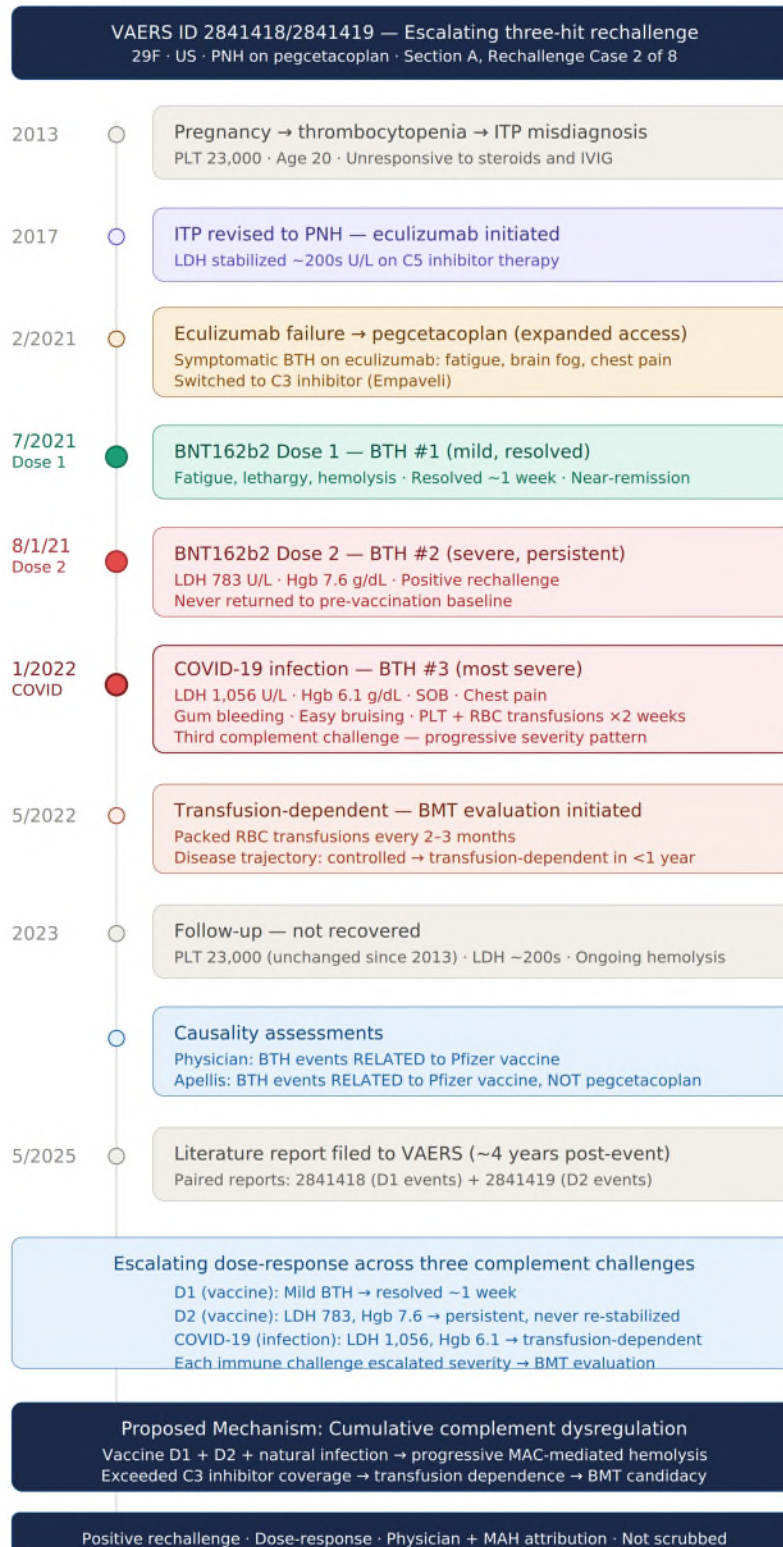 VAERS ID 2841418/2841419 — Escalating three-hit rechallenge
29F · US · PNH on pegcetacoplan · Section A, Rechallenge Case 2 of 8
2013
Pregnancy → thrombocytopenia → ITP misdiagnosis
PLT 23,000 · Age 20 · Unresponsive to steroids and IVIG
2017
ITP revised to PNH — eculizumab initiated
LDH stabilized ~200s U/L on C5 inhibitor therapy
2/2021
Eculizumab failure → pegcetacoplan (expanded access)
Symptomatic BTH on eculizumab: fatigue, brain fog, chest pain
Switched to C3 inhibitor (Empaveli)
7/2021
Dose 1
BNT162b2 Dose 1 — BTH #1 (mild, resolved)
Fatigue, lethargy, hemolysis · Resolved ~1 week · Near-remission
8/1/21
Dose 2
BNT162b2 Dose 2 — BTH #2 (severe, persistent)
LDH 783 U/L · Hgb 7.6 g/dL · Positive rechallenge
Never returned to pre-vaccination baseline
1/2022
COVID
COVID-19 infection — BTH #3 (most severe)
LDH 1,056 U/L · Hgb 6.1 g/dL · SOB · Chest pain
Gum bleeding · Easy bruising · PLT + RBC transfusions ×2 weeks
Third complement challenge — progressive severity pattern
5/2022
Transfusion-dependent — BMT evaluation initiated
Packed RBC transfusions every 2–3 months
Disease trajectory: controlled → transfusion-dependent in <1 year
2023
Follow-up — not recovered
PLT 23,000 (unchanged since 2013) · LDH ~200s · Ongoing hemolysis
Causality assessments
Physician: BTH events RELATED to Pfizer vaccine
Apellis: BTH events RELATED to Pfizer vaccine, NOT pegcetacoplan
5/2025
Literature report filed to VAERS (~4 years post-event)
Paired reports: 2841418 (D1 events) + 2841419 (D2 events)
Escalating dose-response across three complement challenges
D1 (vaccine): Mild BTH → resolved ~1 week
D2 (vaccine): LDH 783, Hgb 7.6 → persistent, never re-stabilized
COVID-19 (infection): LDH 1,056, Hgb 6.1 → transfusion-dependent
Each immune challenge escalated severity → BMT evaluation
Proposed Mechanism: Cumulative complement dysregulation
Vaccine D1 + D2 + natural infection → progressive MAC-mediated hemolysis
Exceeded C3 inhibitor coverage → transfusion dependence → BMT candidacy
Positive rechallenge · Dose-response · Physician + MAH attribution · Not scrubbed